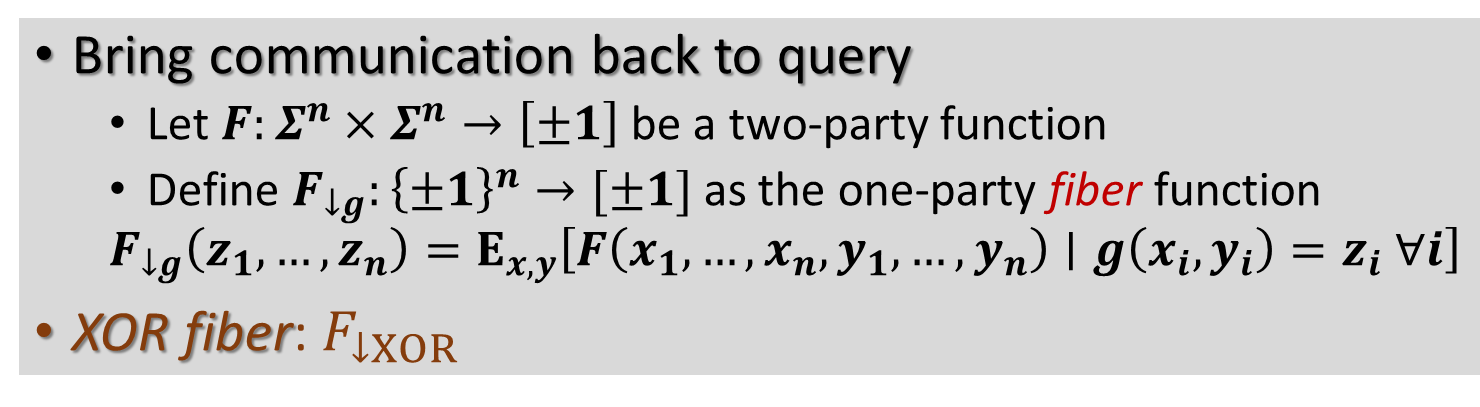 • Bring communication back to query
• Let F: Σⁿ × Σⁿ → [±1] be a two-party function
• Define F↓g: {±1}ⁿ → [±1] as the one-party fiber function
F↓g(z₁, … , zₙ) = Eₓ,ᵧ[F(x₁, … , xₙ, y₁, … , yₙ) | g(xᵢ, yᵢ) = zᵢ ∀i]
• XOR fiber: F↓XOR